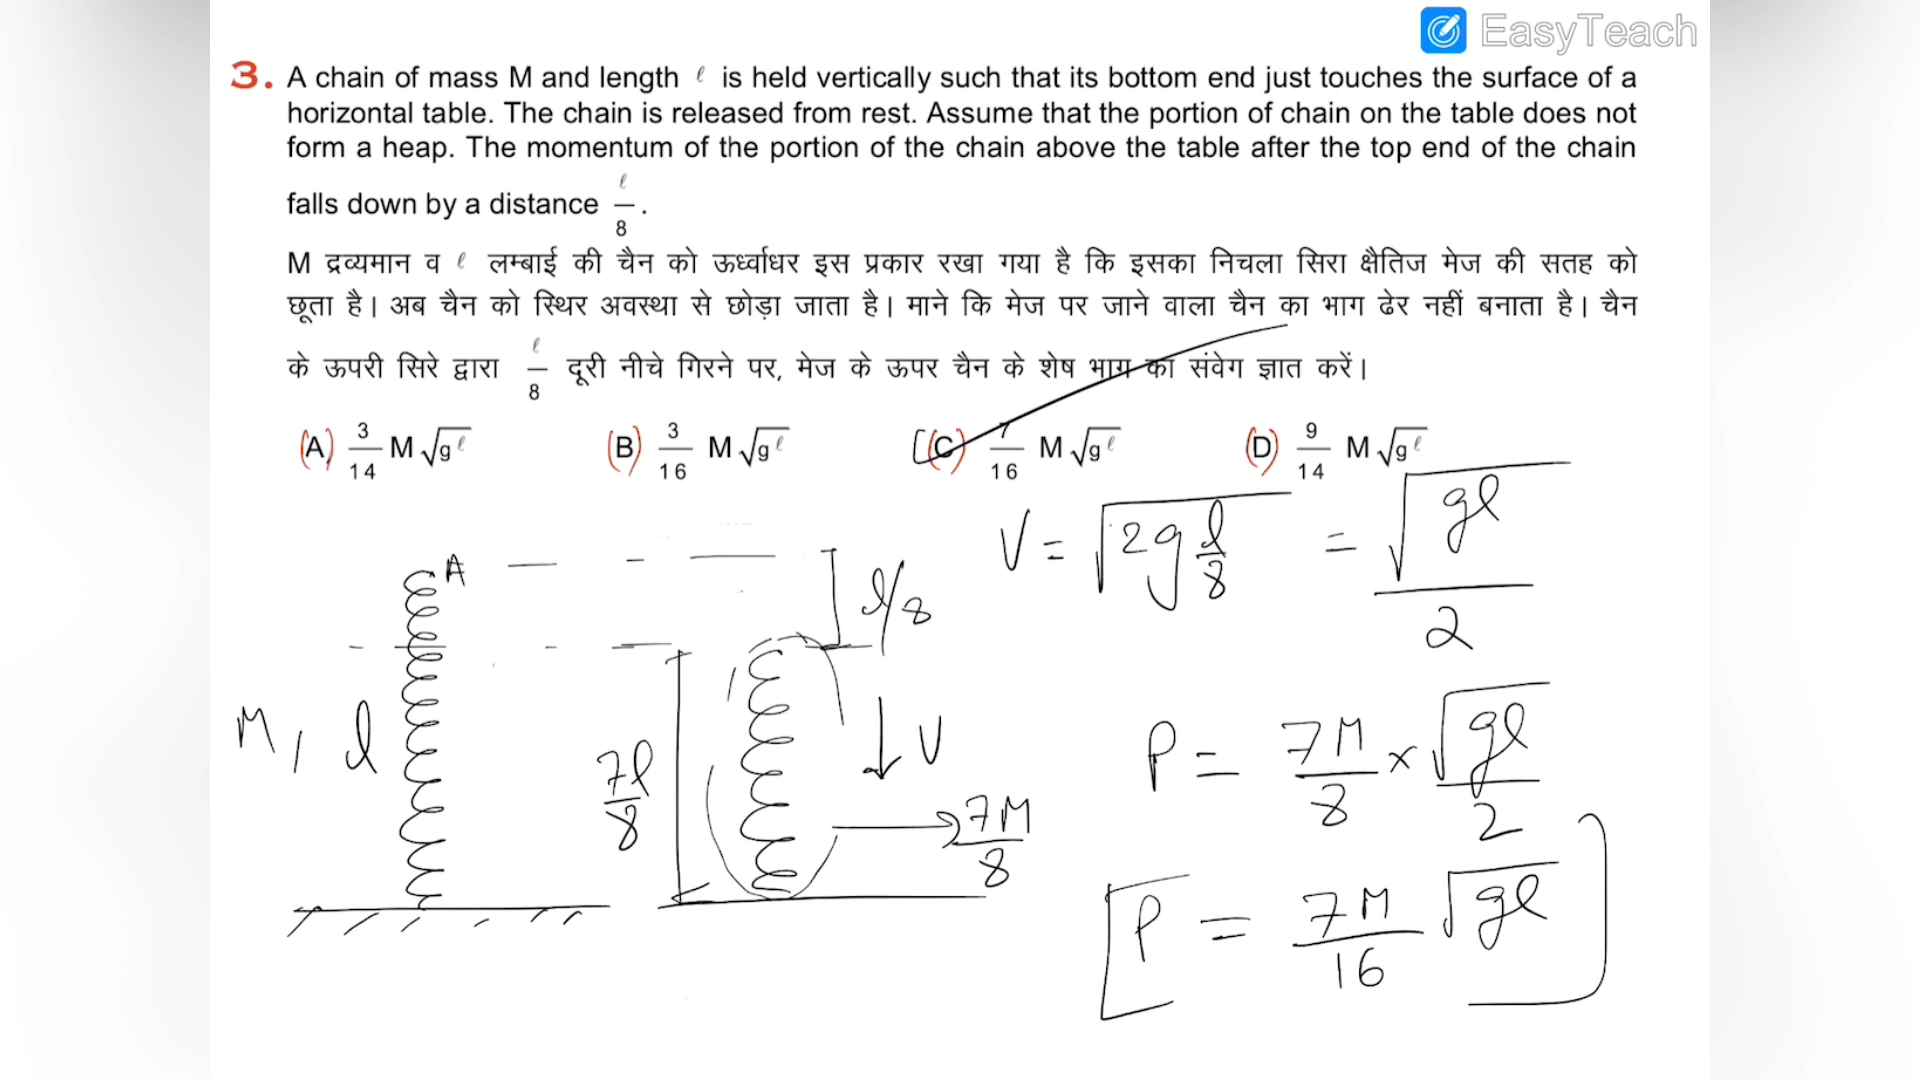 EasyTeach
3. A chain of mass M and length ℓ is held vertically such that its bottom end just touches the surface of a
horizontal table. The chain is released from rest. Assume that the portion of chain on the table does not
form a heap. The momentum of the portion of the chain above the table after the top end of the chain
falls down by a distance ℓ/8.
M द्रव्यमान व ℓ लम्बाई की चैन को ऊर्ध्वाधर इस प्रकार रखा गया है कि इसका निचला सिरा क्षैतिज मेज की सतह को
छूता है। अब चैन को स्थिर अवस्था से छोड़ा जाता है। माने कि मेज पर जाने वाला चैन का भाग ढेर नहीं बनाता है। चैन
के ऊपरी सिरे द्वारा ℓ/8 दूरी नीचे गिरने पर, मेज के ऊपर चैन के शेष भाग का संवेग ज्ञात करें।
(A) 3/14 M√gℓ (B) 3/16 M√gℓ (C) 7/16 M√gℓ (D) 9/14 M√gℓ
V = √2g l/8 = √gl/2
A
l/8
M, l
7l/8
V
7M/8
P = 7M/8 × √gl/2
P = 7M/16 √gl